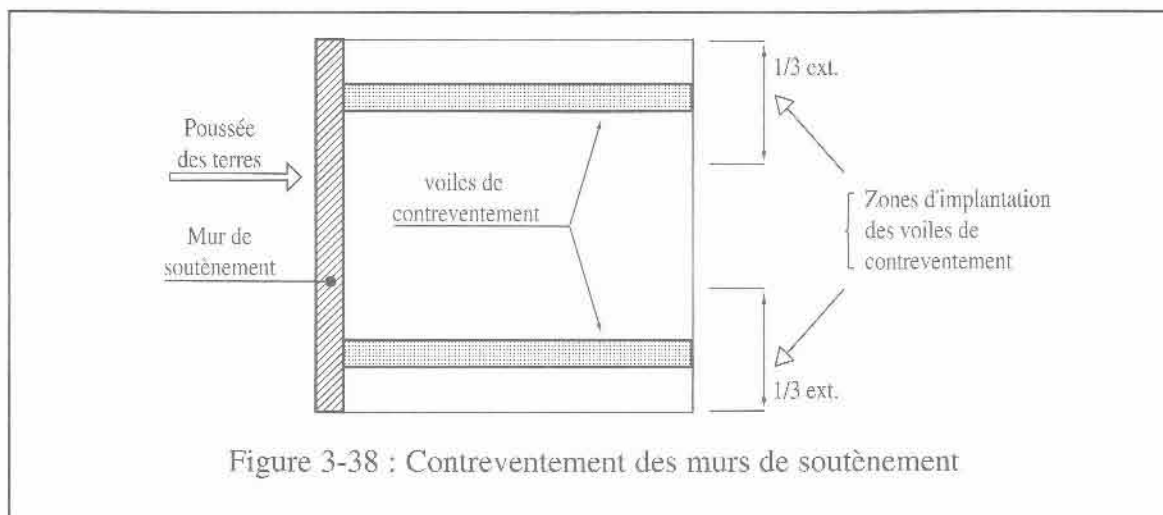 1/3 ext.
Poussée
des terres
voiles de
contreventement
Zones d'implantation
des voiles de
contreventement
Mur de
soutènement
1/3 ext.
Figure 3-38 : Contreventement des murs de soutènement